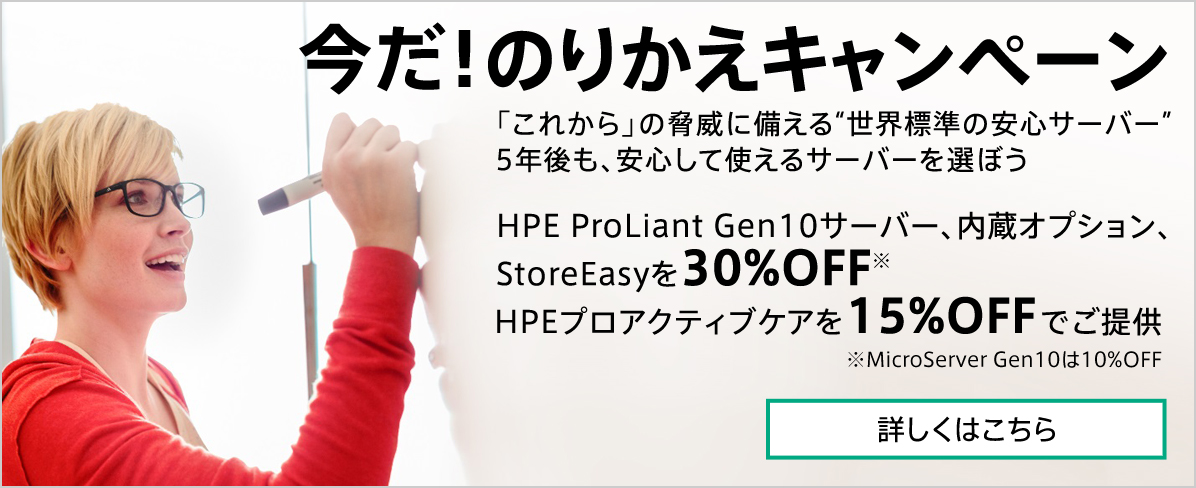 今だ！のりかえキャンペーン
「これから」の脅威に備える“世界標準の安心サーバー”
5年後も、安心して使えるサーバーを選ぼう
HPE ProLiant Gen10サーバー、内蔵オプション、
StoreEasyを30%OFF※
HPEプロアクティブケアを15%OFFでご提供
※MicroServer Gen10は10%OFF
詳しくはこちら